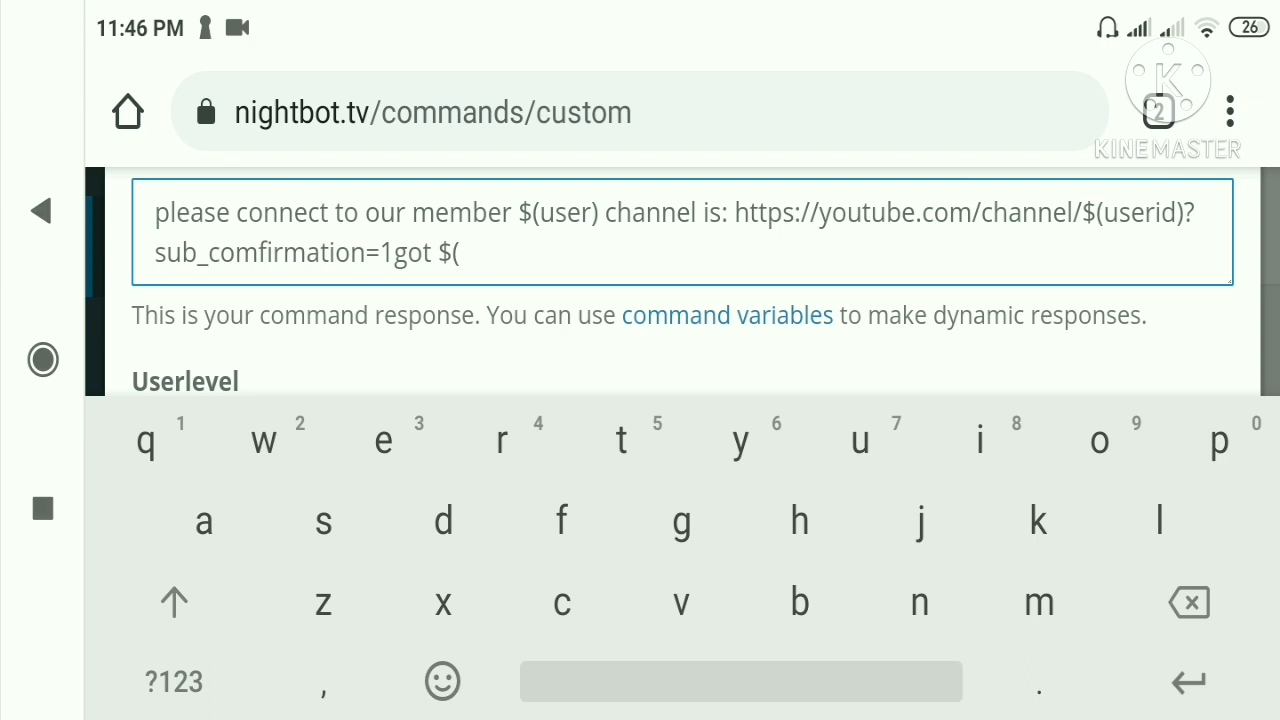 11:46 PM
26
nightbot.tv/commands/custom
2
K
KINEMASTER
please connect to our member $(user) channel is: https://youtube.com/channel/$(userid)?
sub_comfirmation=1got $(
This is your command response. You can use command variables to make dynamic responses.
Userlevel
q 1 w 2 e 3 r 4 t 5 y 6 u 7 i 8 o 9 p 0
a s d f g h j k l
z x c v b n m
?123 , .